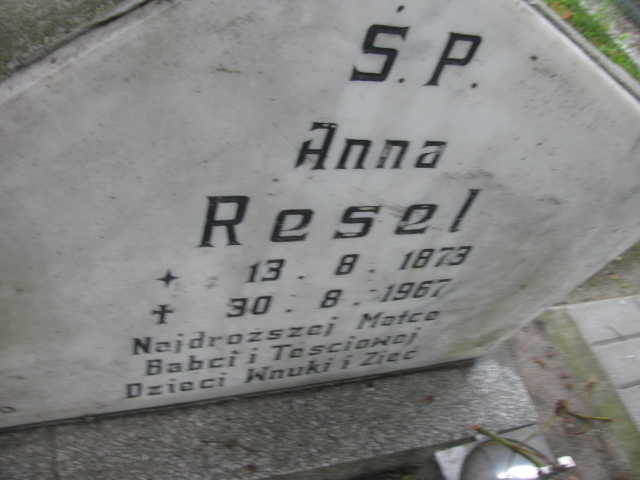 Ś.P.
Anna
Resel
13.8.1873
✝ 30.8.1967
Najdroższej Matce
Babci i Teściowej
Dzieci Wnuki i Zięć